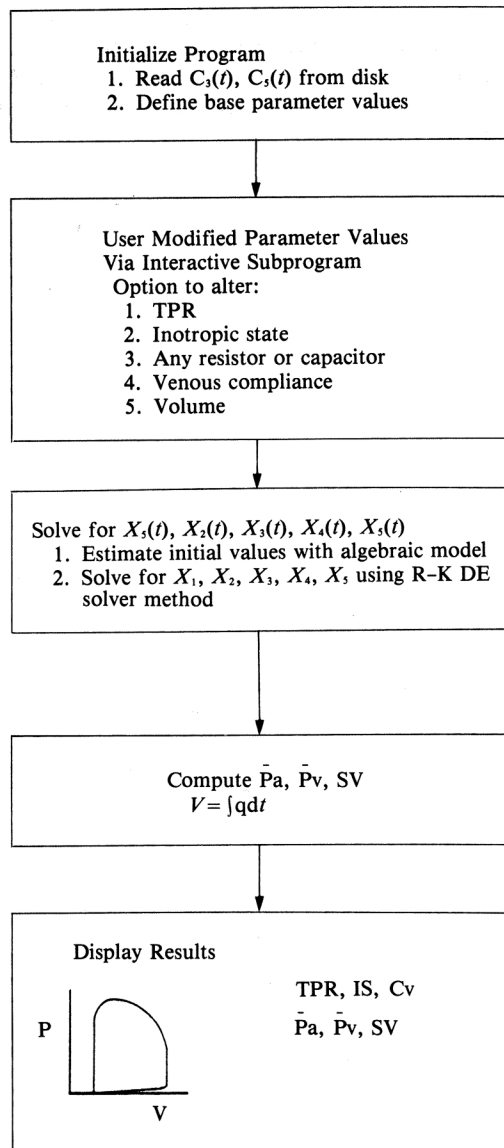 Initialize Program
1. Read C₃(t), C₅(t) from disk
2. Define base parameter values
User Modified Parameter Values
Via Interactive Subprogram
Option to alter:
1. TPR
2. Inotropic state
3. Any resistor or capacitor
4. Venous compliance
5. Volume
Solve for X₅(t), X₂(t), X₃(t), X₄(t), X₅(t)
1. Estimate initial values with algebraic model
2. Solve for X₁, X₂, X₃, X₄, X₅ using R–K DE
solver method
Compute P̄a, P̄v, SV
V= ∫qdt
Display Results
TPR, IS, Cv
P̄a, P̄v, SV
P
V